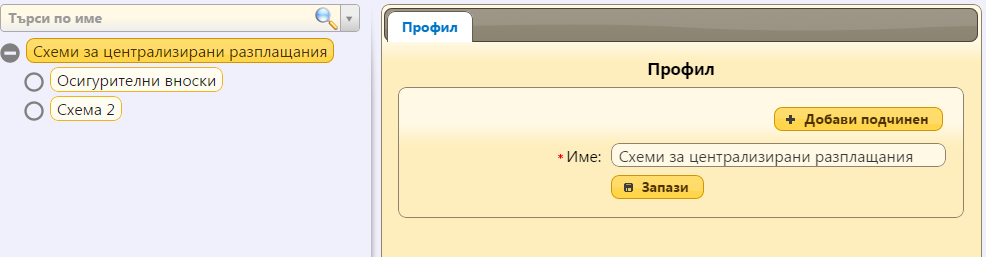 Търси по име
Схеми за централизирани разплащания
Осигурителни вноски
Схема 2
Профил
Профил
Добави подчинен
* Име: Схеми за централизирани разплащания
Запази